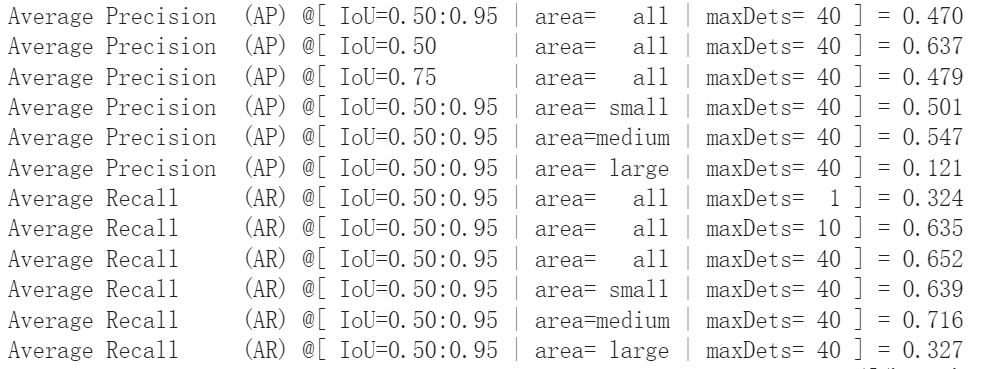 Average Precision  (AP) @[ IoU=0.50:0.95 | area=   all | maxDets= 40 ] = 0.470
Average Precision  (AP) @[ IoU=0.50      | area=   all | maxDets= 40 ] = 0.637
Average Precision  (AP) @[ IoU=0.75      | area=   all | maxDets= 40 ] = 0.479
Average Precision  (AP) @[ IoU=0.50:0.95 | area= small | maxDets= 40 ] = 0.501
Average Precision  (AP) @[ IoU=0.50:0.95 | area=medium | maxDets= 40 ] = 0.547
Average Precision  (AP) @[ IoU=0.50:0.95 | area= large | maxDets= 40 ] = 0.121
Average Recall     (AR) @[ IoU=0.50:0.95 | area=   all | maxDets=  1 ] = 0.324
Average Recall     (AR) @[ IoU=0.50:0.95 | area=   all | maxDets= 10 ] = 0.635
Average Recall     (AR) @[ IoU=0.50:0.95 | area=   all | maxDets= 40 ] = 0.652
Average Recall     (AR) @[ IoU=0.50:0.95 | area= small | maxDets= 40 ] = 0.639
Average Recall     (AR) @[ IoU=0.50:0.95 | area=medium | maxDets= 40 ] = 0.716
Average Recall     (AR) @[ IoU=0.50:0.95 | area= large | maxDets= 40 ] = 0.327